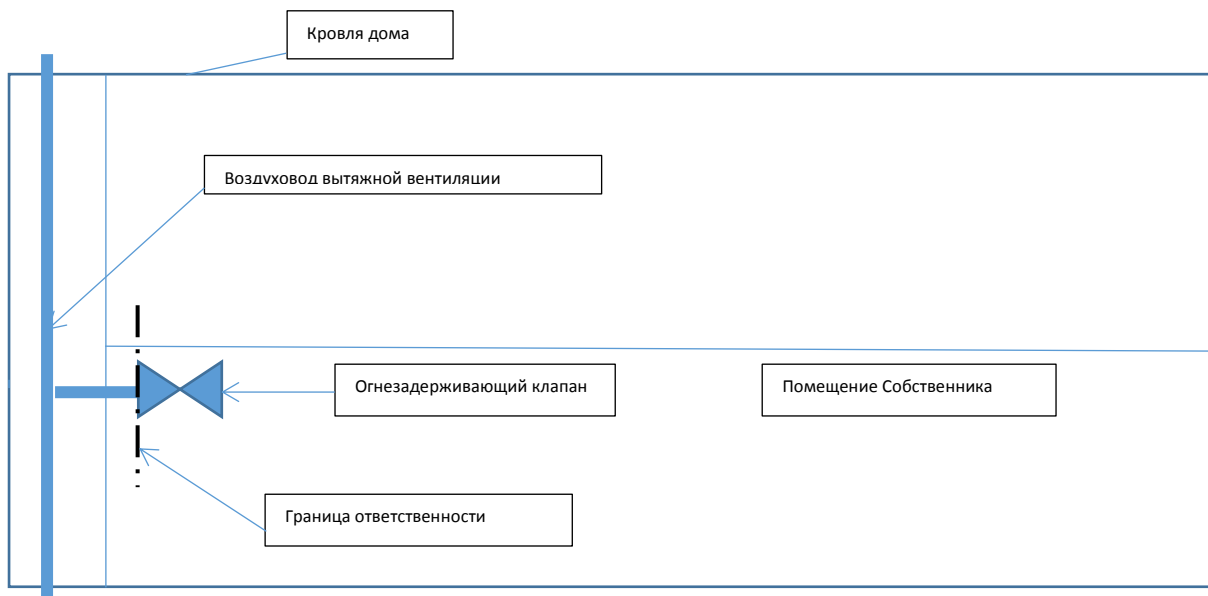 Кровля дома
Воздуховод вытяжной вентиляции
Огнезадерживающий клапан
Помещение Собственника
Граница ответственности